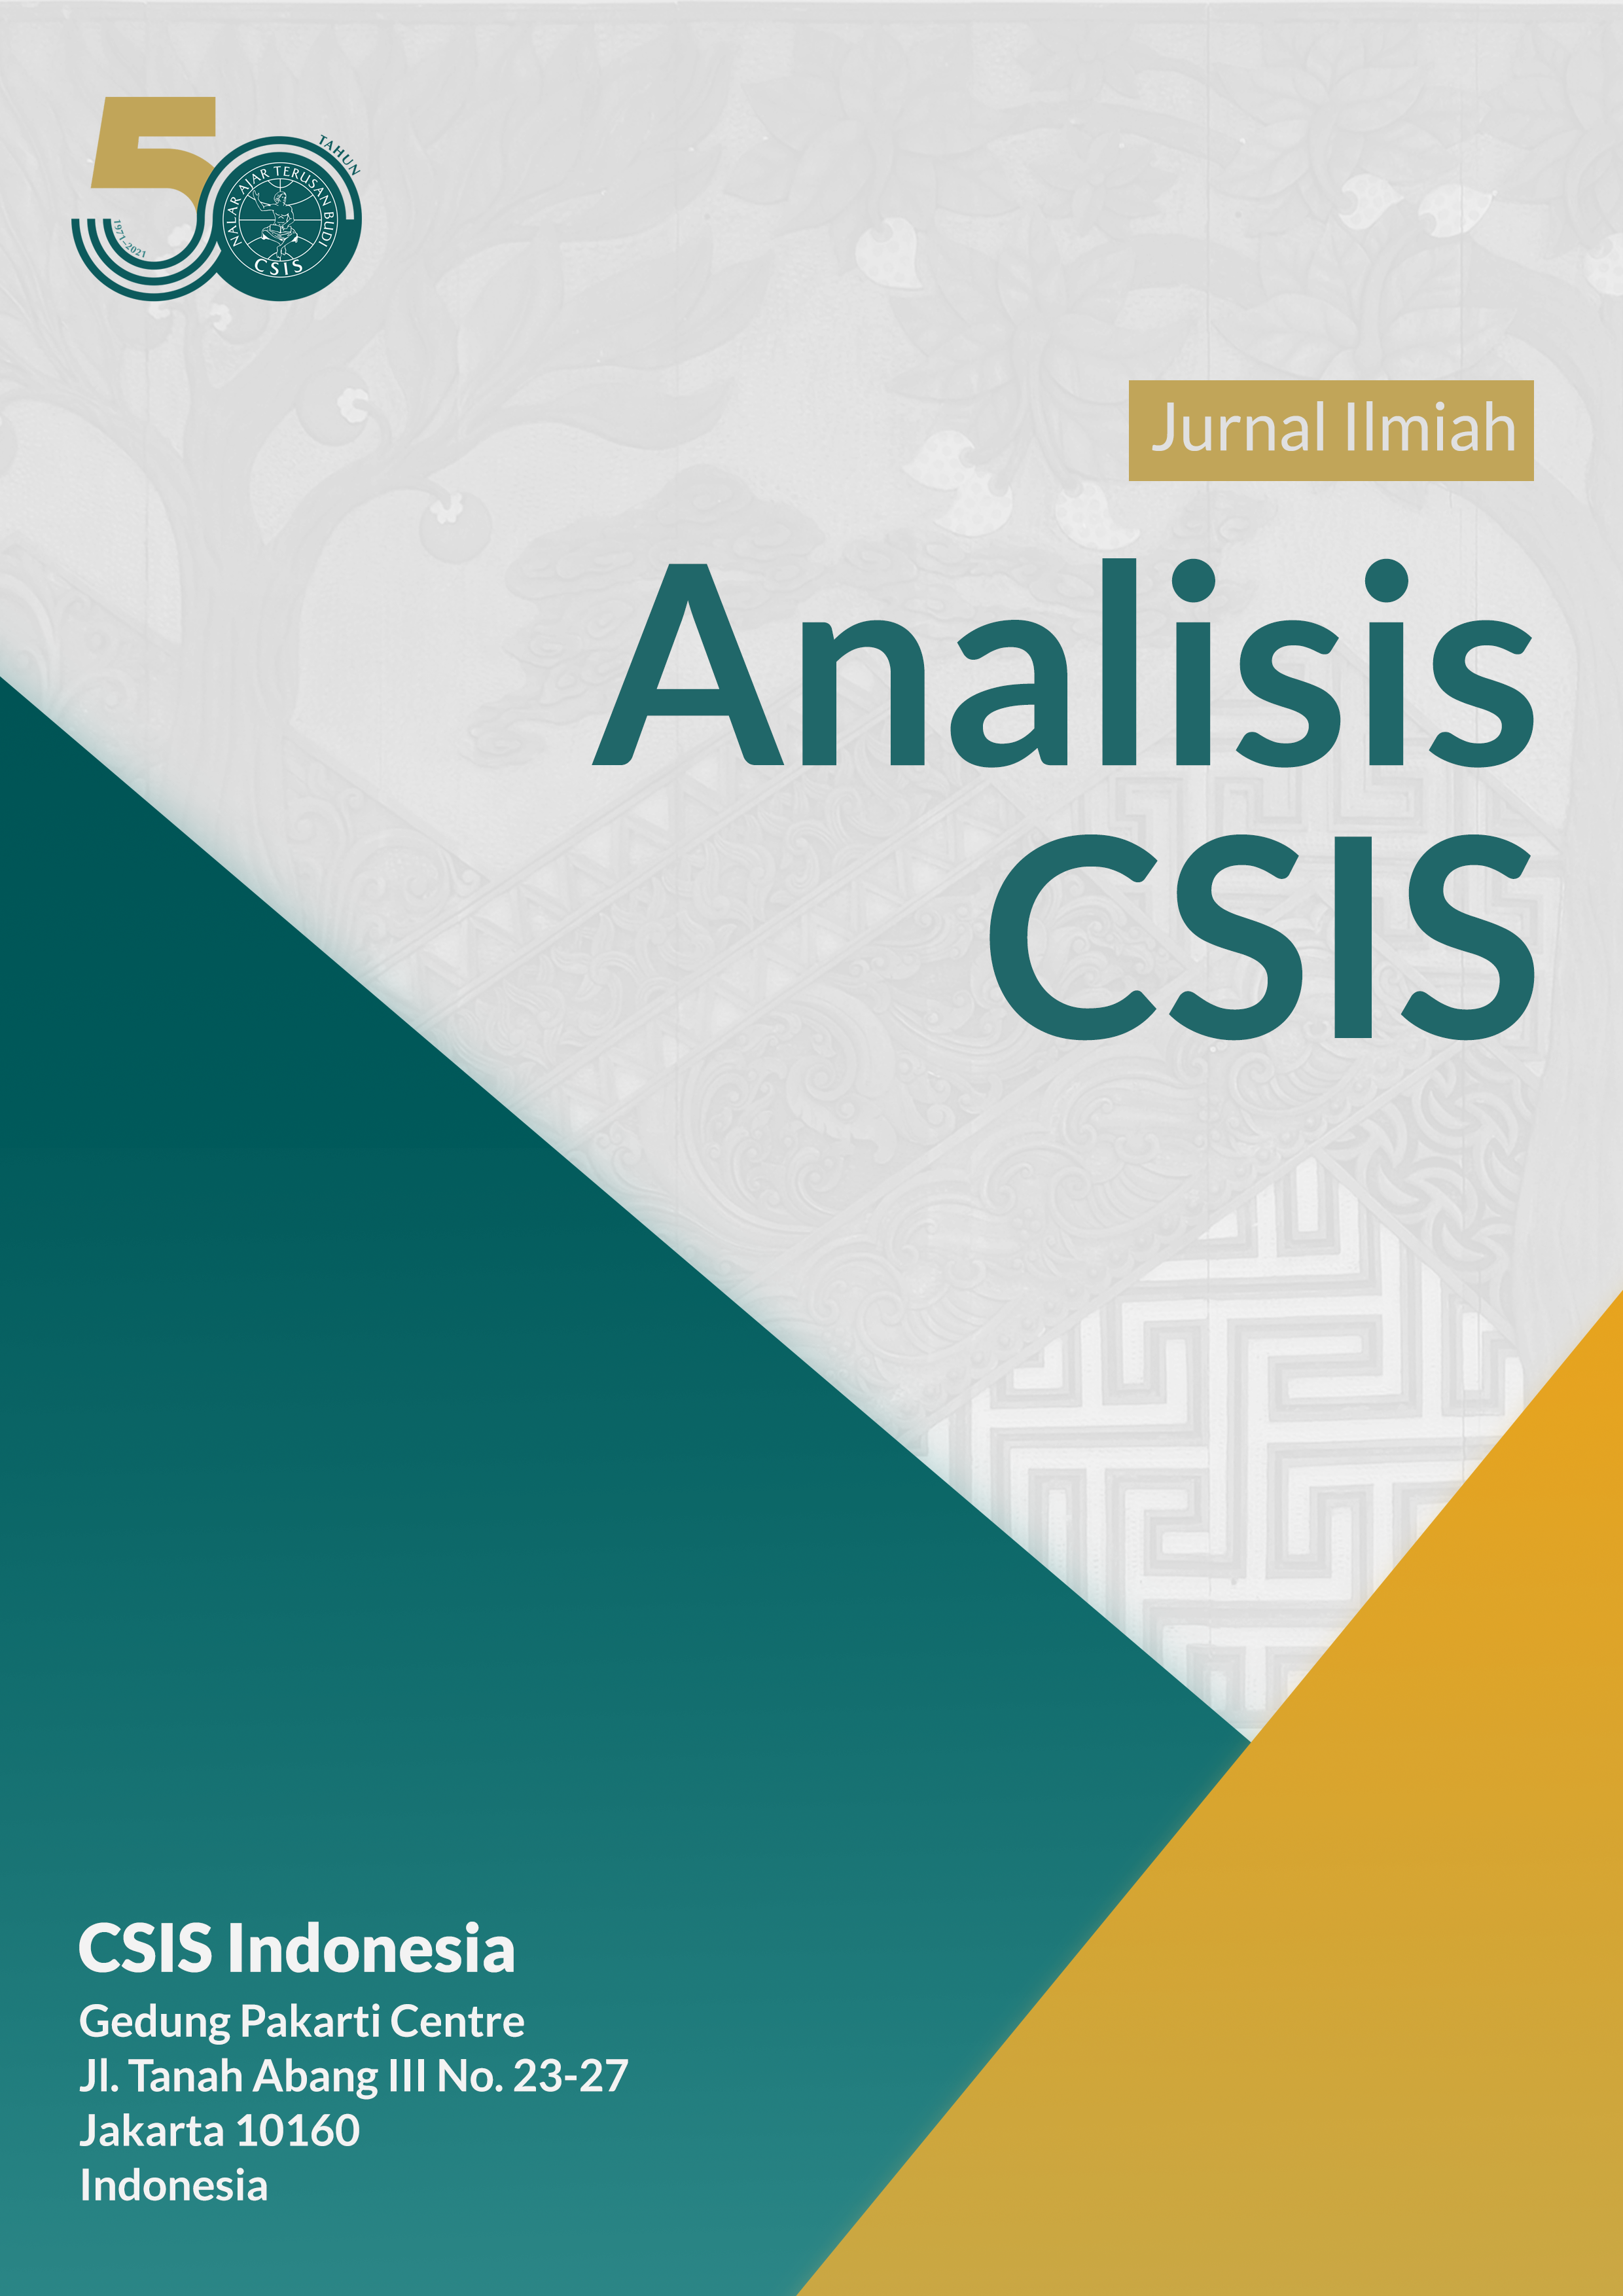 50
TAHUN
1971-2021
NALAR AJAR TERUSAN BUDI
CSIS
Jurnal Ilmiah
Analisis
CSIS
CSIS Indonesia
Gedung Pakarti Centre
Jl. Tanah Abang III No. 23-27
Jakarta 10160
Indonesia